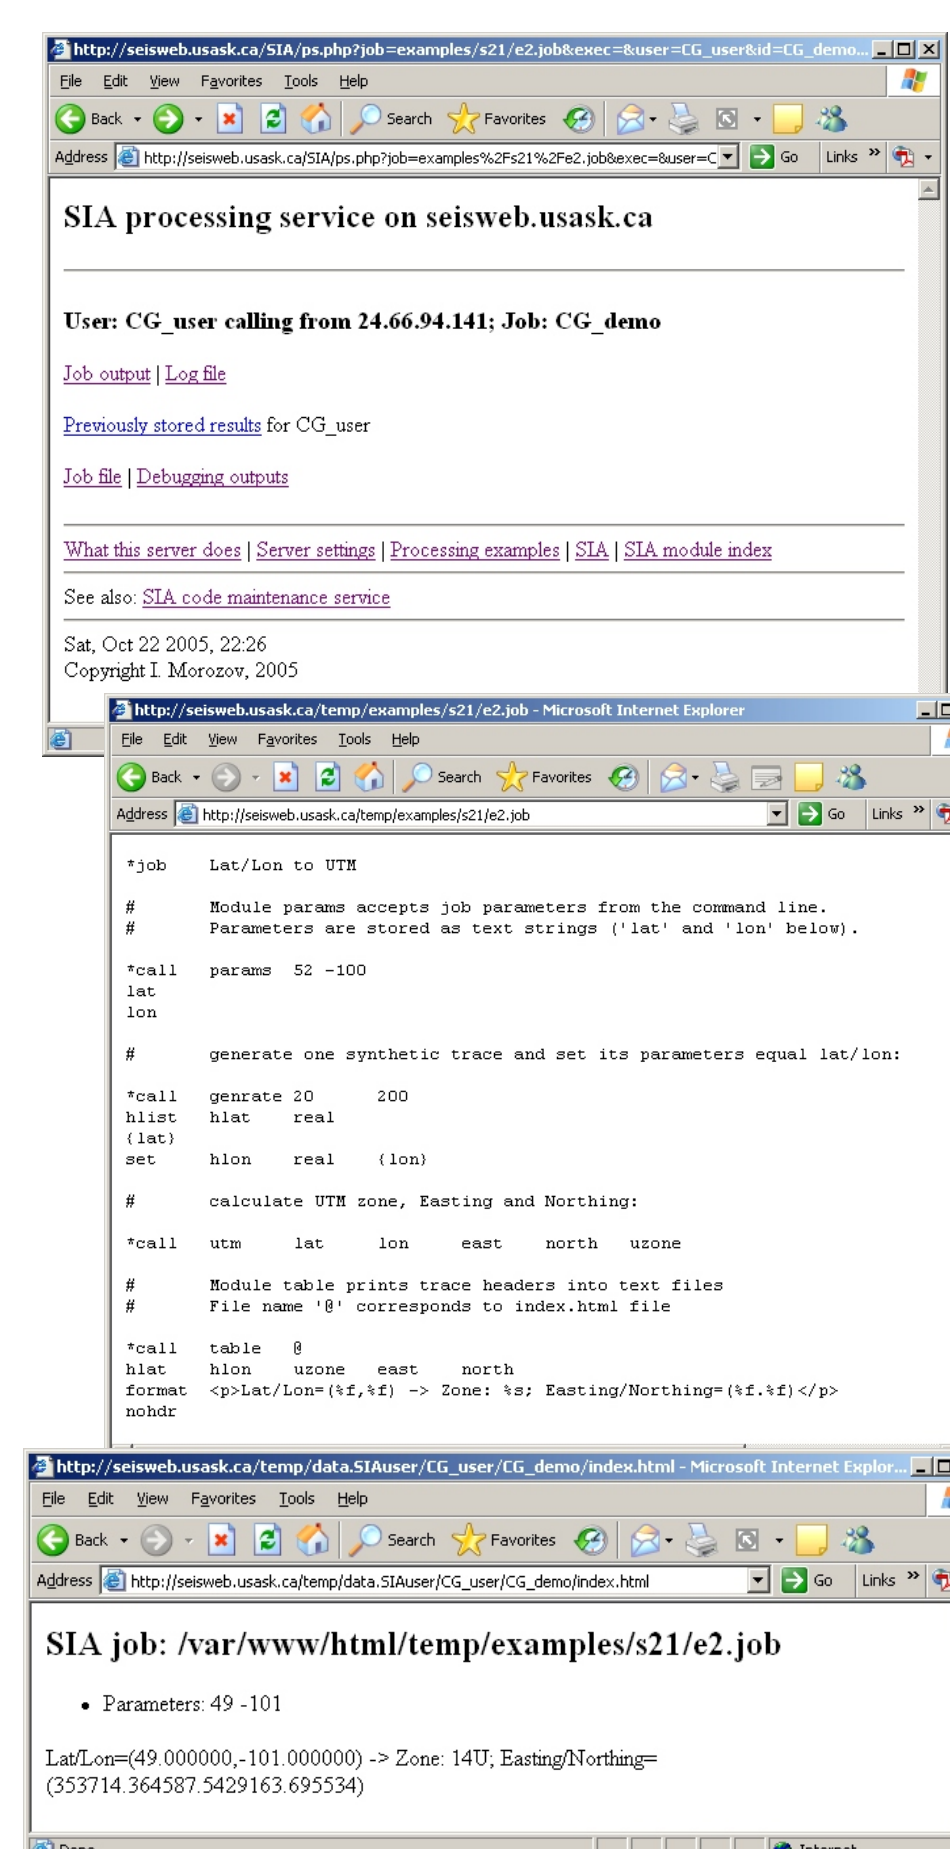 http://seisweb.usask.ca/SIA/ps.php?job=examples/s21/e2.job&exec=&user=CG_user&id=CG_demo...
File Edit View Favorites Tools Help
Back Search Favorites
Address http://seisweb.usask.ca/SIA/ps.php?job=examples%2Fs21%2Fe2.job&exec=&user=C Go Links »
SIA processing service on seisweb.usask.ca
User: CG_user calling from 24.66.94.141; Job: CG_demo
Job output | Log file
Previously stored results for CG_user
Job file | Debugging outputs
What this server does | Server settings | Processing examples | SIA | SIA module index
See also: SIA code maintenance service
Sat, Oct 22 2005, 22:26
Copyright I. Morozov, 2005
http://seisweb.usask.ca/temp/examples/s21/e2.job - Microsoft Internet Explorer
File Edit View Favorites Tools Help
Back Search Favorites
Address http://seisweb.usask.ca/temp/examples/s21/e2.job Go Links »
*job Lat/Lon to UTM
# Module params accepts job parameters from the command line.
# Parameters are stored as text strings ('lat' and 'lon' below).
*call params 52 -100
lat
lon
# generate one synthetic trace and set its parameters equal lat/lon:
*call genrate 20 200
hlist hlat real
{lat}
set hlon real {lon}
# calculate UTM zone, Easting and Northing:
*call utm lat lon east north uzone
# Module table prints trace headers into text files
# File name '@' corresponds to index.html file
*call table @
hlat hlon uzone east north
format <p>Lat/Lon=(%f,%f) -> Zone: %s; Easting/Northing=(%f.%f)</p>
nohdr
http://seisweb.usask.ca/temp/data.SIAuser/CG_user/CG_demo/index.html - Microsoft Internet Explor...
File Edit View Favorites Tools Help
Back Search Favorites
Address http://seisweb.usask.ca/temp/data.SIAuser/CG_user/CG_demo/index.html Go Links »
SIA job: /var/www/html/temp/examples/s21/e2.job
• Parameters: 49 -101
Lat/Lon=(49.000000,-101.000000) -> Zone: 14U; Easting/Northing=
(353714.364587.5429163.695534)
Done Internet